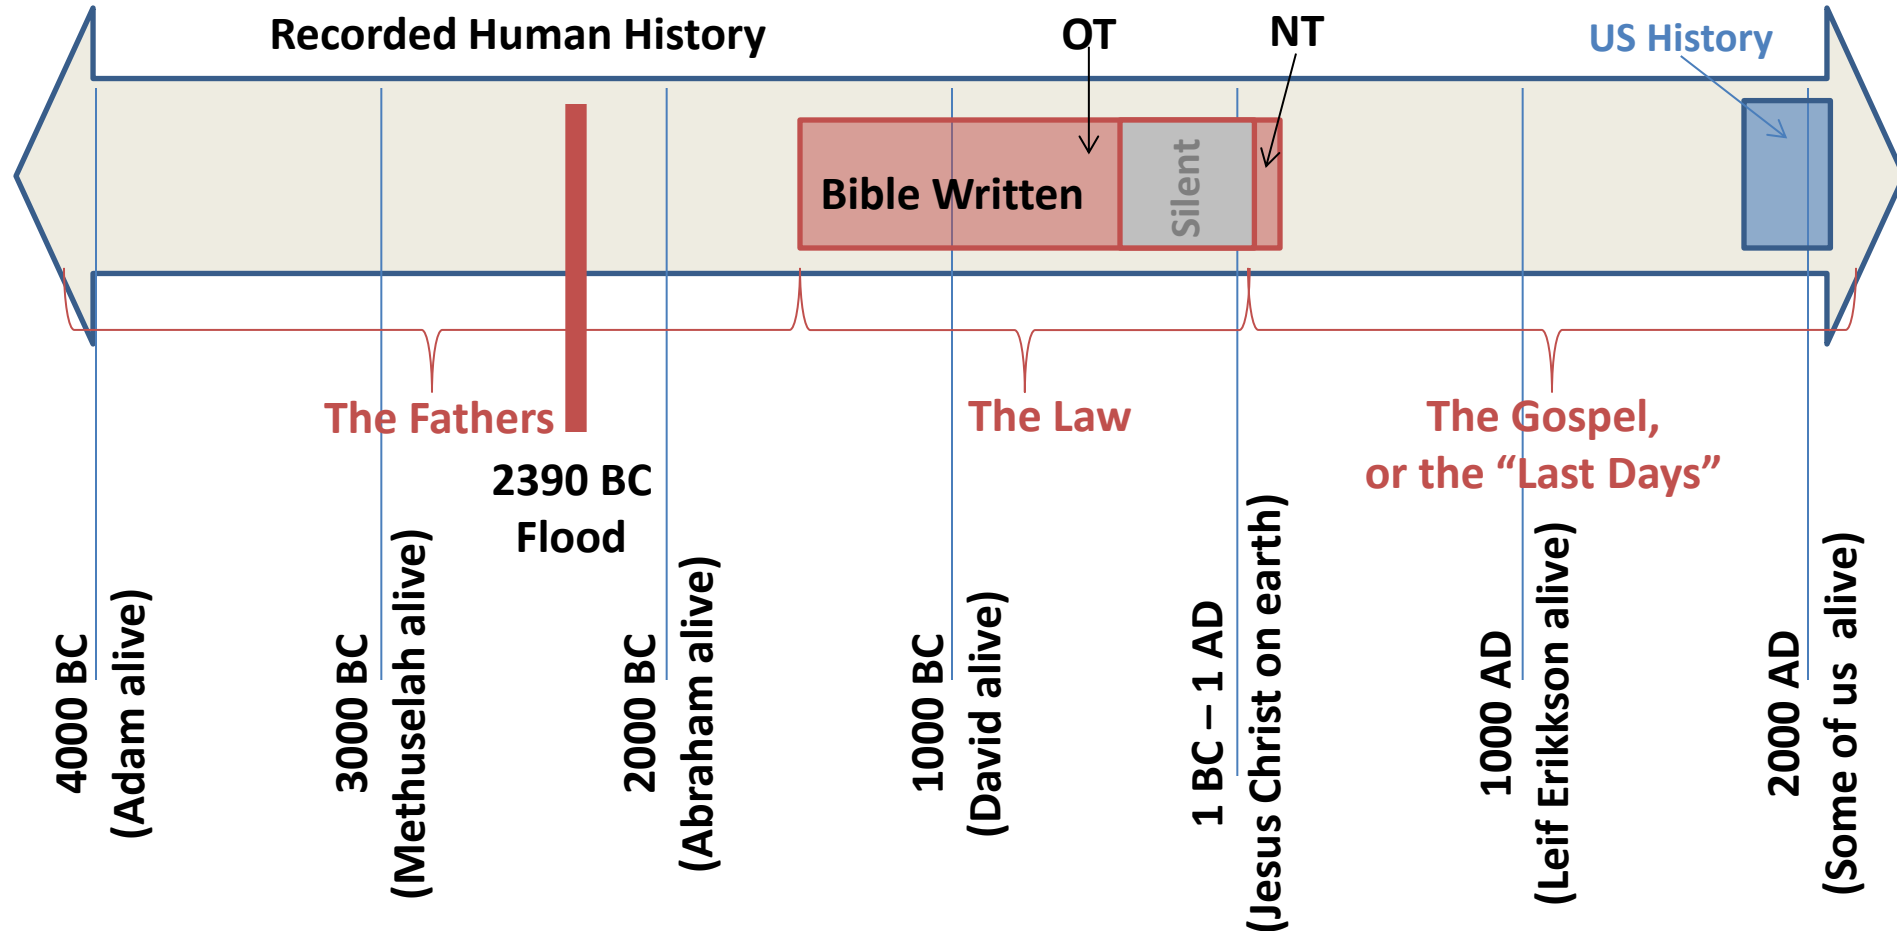 Recorded Human History
OT
NT
US History
Bible Written
Silent
The Fathers
The Law
The Gospel,
or the “Last Days”
2390 BC
Flood
4000 BC
(Adam alive)
3000 BC
(Methuselah alive)
2000 BC
(Abraham alive)
1000 BC
(David alive)
1 BC – 1 AD
(Jesus Christ on earth)
1000 AD
(Leif Erikkson alive)
2000 AD
(Some of us  alive)